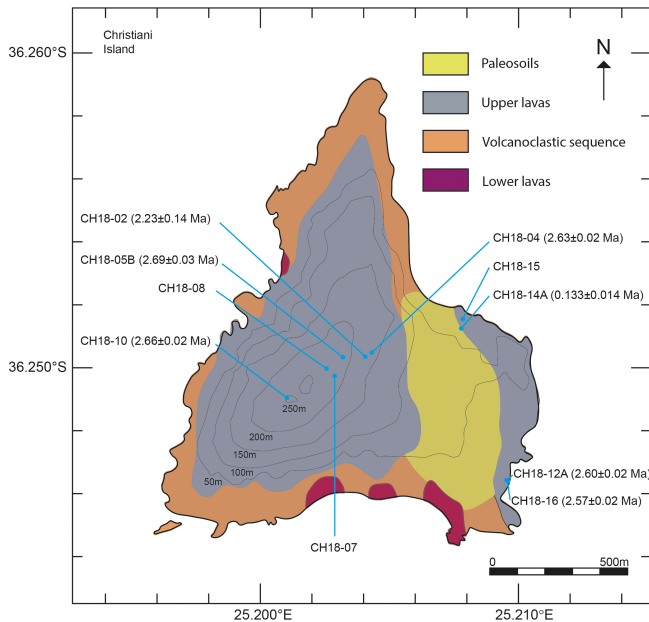 Christiani
Island
36.260°S
N
Paleosoils
Upper lavas
Volcanoclastic sequence
Lower lavas
CH18-02 (2.23±0.14 Ma)
CH18-04 (2.63±0.02 Ma)
CH18-05B (2.69±0.03 Ma)
CH18-15
CH18-08
CH18-14A (0.133±0.014 Ma)
CH18-10 (2.66±0.02 Ma)
36.250°S
250m
200m
150m
100m
50m
CH18-12A (2.60±0.02 Ma)
CH18-16 (2.57±0.02 Ma)
CH18-07
0 500m
25.200°E
25.210°E